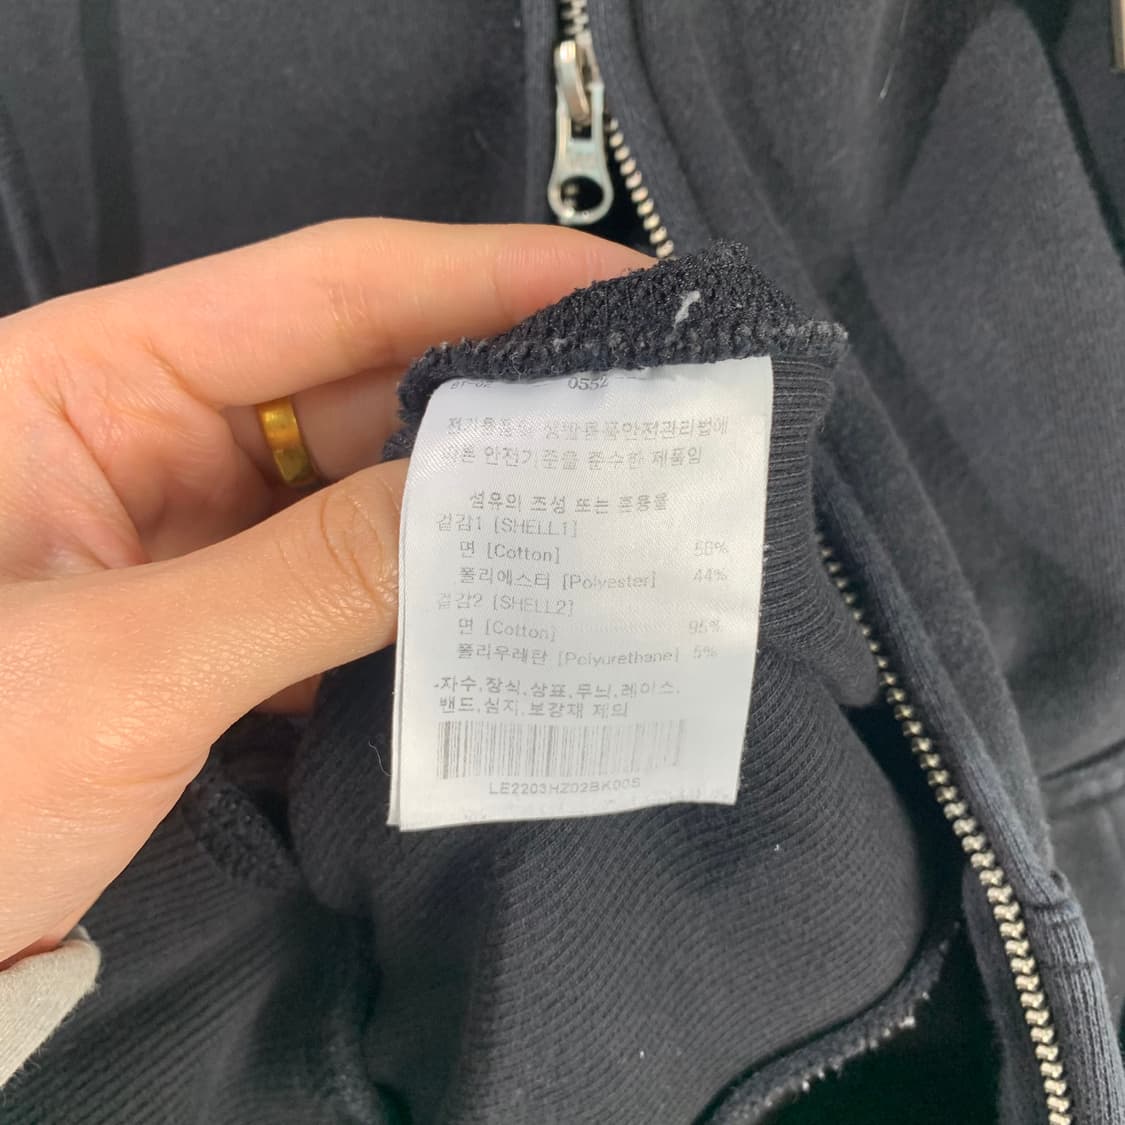 0552
전기용품및 생활용품안전관리법에
따른 안전기준을 준수한 제품임
섬유의 조성 또는 혼용율
겉감1 [SHELL1]
면 [Cotton] 56%
폴리에스터 [Polyester] 44%
겉감2 [SHELL2]
면 [Cotton] 95%
폴리우레탄 [Polyurethane] 5%
-자수,장식,상표,무늬,레이스,
밴드,심지,보강재 제외
LE2203HZ02BK00S